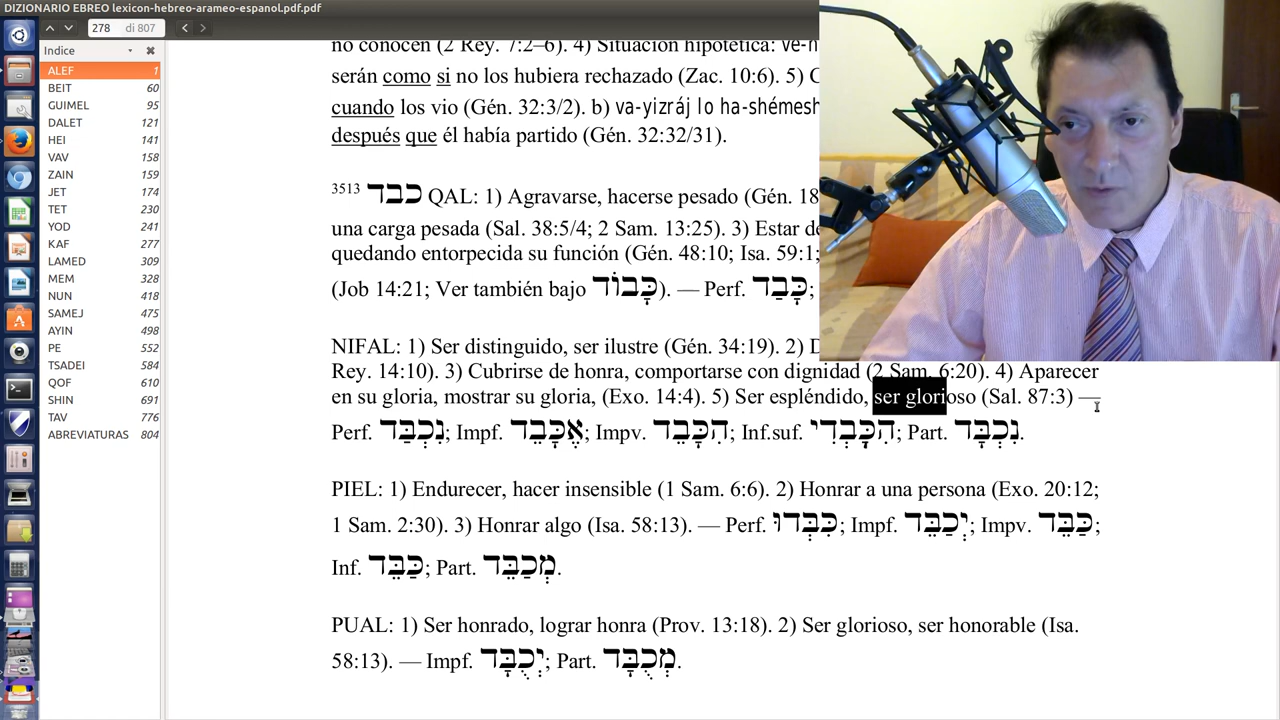 DIZIONARIO EBREO lexicon-hebreo-arameo-espanol.pdf.pdf
278 di 807
Indice
ALEF 1
BEIT 60
GUIMEL 95
DALET 121
HEI 141
VAV 158
ZAIN 159
JET 174
TET 230
YOD 241
KAF 277
LAMED 309
MEM 328
NUN 418
SAMEJ 475
AYIN 498
PE 552
TSADEI 584
QOF 610
SHIN 691
TAV 776
ABREVIATURAS 804
no conocen (2 Rey. 7:2–6). 4) Situación hipotética:
serán como si no los hubiera rechazado (Zac. 10:6). 5)
cuando los vio (Gén. 32:3/2). b) va-yizráj lo ha-shémesh
después que él había partido (Gén. 32:32/31).
3513 כבד QAL: 1) Agravarse, hacerse pesado (Gén. 18
una carga pesada (Sal. 38:5/4; 2 Sam. 13:25). 3) Estar
quedando entorpecida su función (Gén. 48:10; Isa. 59:1;
(Job 14:21; Ver también bajo כָּבוֹד). — Perf. כָּבַד;
NIFAL: 1) Ser distinguido, ser ilustre (Gén. 34:19). 2)
Rey. 14:10). 3) Cubrirse de honra, comportarse con dignidad (2 Sam. 6:20). 4) Aparecer
en su gloria, mostrar su gloria, (Exo. 14:4). 5) Ser espléndido, ser glorioso (Sal. 87:3) —
Perf. נִכְבַּד; Impf. אֶכָּבֵד; Impv. הִכָּבֵד; Inf.suf. הִכָּבְדִי; Part. נִכְבָּד.
PIEL: 1) Endurecer, hacer insensible (1 Sam. 6:6). 2) Honrar a una persona (Exo. 20:12;
1 Sam. 2:30). 3) Honrar algo (Isa. 58:13). — Perf. כִּבְּדוּ; Impf. יְכַבֵּד; Impv. כַּבֵּד;
Inf. כַּבֵּד; Part. מְכַבֵּד.
PUAL: 1) Ser honrado, lograr honra (Prov. 13:18). 2) Ser glorioso, ser honorable (Isa.
58:13). — Impf. יְכֻבָּד; Part. מְכֻבָּד.